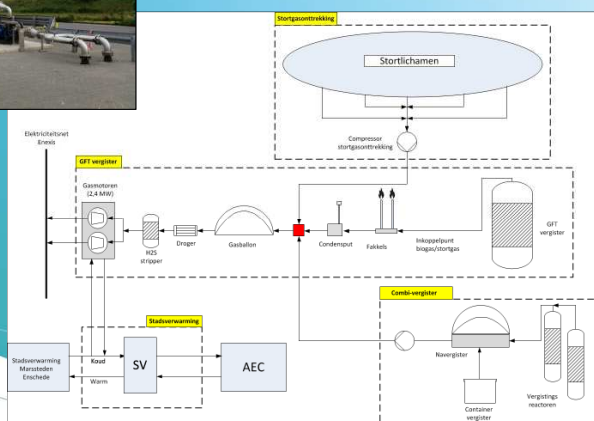 Stortgasonttrekking
Stortlichamen
Compressor
stortgasonttrekking
Elektriciteitsnet
Enexis
GFT vergister
Gasmotoren
(2,4 MW)
H2S
stripper
Droger
Gasballon
Condensput
Fakkels
Inkoppelpunt
biogas/stortgas
GFT
vergister
Combi-vergister
Navergister
Container
vergister
Vergistings
reactoren
Stadsverwarming
Stadsverwarming
Marssteden
Enschede
Koud
Warm
SV
AEC